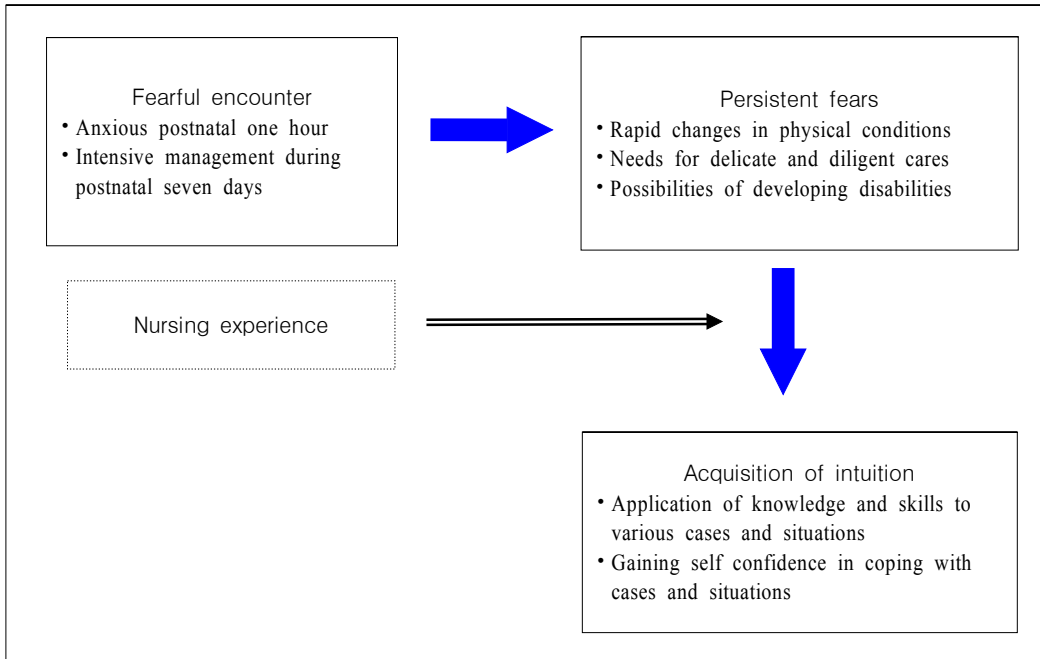 Fearful encounter
• Anxious postnatal one hour
• Intensive management during
postnatal seven days
Persistent fears
• Rapid changes in physical conditions
• Needs for delicate and diligent cares
• Possibilities of developing disabilities
Nursing experience
Acquisition of intuition
• Application of knowledge and skills to
various cases and situations
• Gaining self confidence in coping with
cases and situations